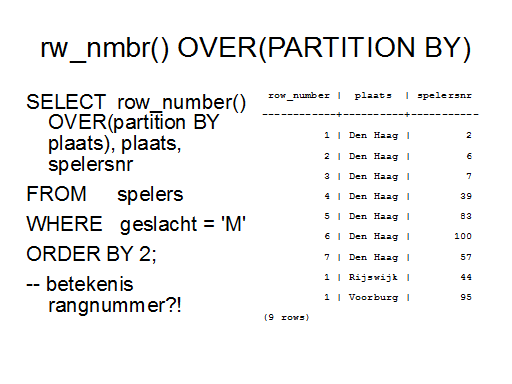 rw_nmbr() OVER(PARTITION BY)
SELECT  row_number()
OVER(partition BY
plaats), plaats,
spelersnr
FROM     spelers
WHERE   geslacht = 'M'
ORDER BY 2;
-- betekenis
rangnummer?!
 row_number |  plaats  | spelersnr
------------+----------+-----------
          1 | Den Haag |         2
          2 | Den Haag |         6
          3 | Den Haag |         7
          4 | Den Haag |        39
          5 | Den Haag |        83
          6 | Den Haag |       100
          7 | Den Haag |        57
          1 | Rijswijk |        44
          1 | Voorburg |        95
(9 rows)